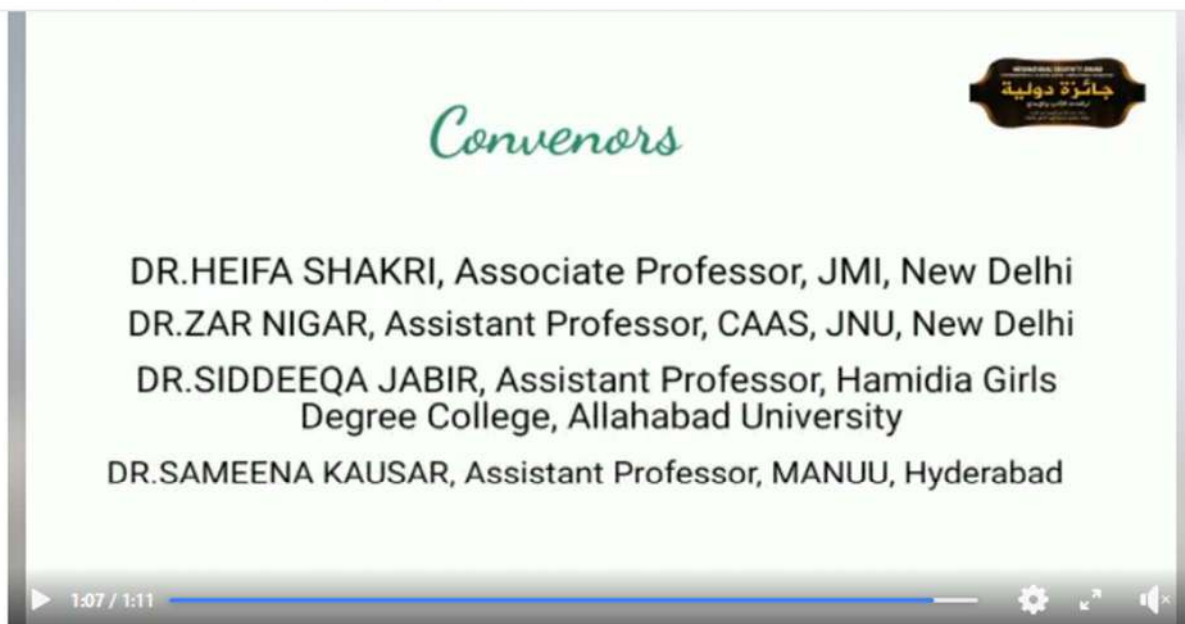 جائزة دولية
Convenors
DR.HEIFA SHAKRI, Associate Professor, JMI, New Delhi
DR.ZAR NIGAR, Assistant Professor, CAAS, JNU, New Delhi
DR.SIDDEEQA JABIR, Assistant Professor, Hamidia Girls
Degree College, Allahabad University
DR.SAMEENA KAUSAR, Assistant Professor, MANUU, Hyderabad
1:07 / 1:11